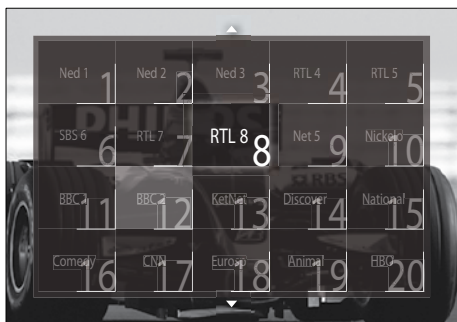 Ned 1 1 Ned 2 2 Ned 3 3 RTL 4 4 RTL 5 5
PHILIPS
SBS 6 6 RTL 7 7 RTL 8 8 Net 5 9 Nickelo 10
RBS
BBC 1 11 BBC 2 12 KetNet 13 Discover 14 National 15
Comedy 16 CNN 17 Eurosp 18 Animal 19 HBO 20